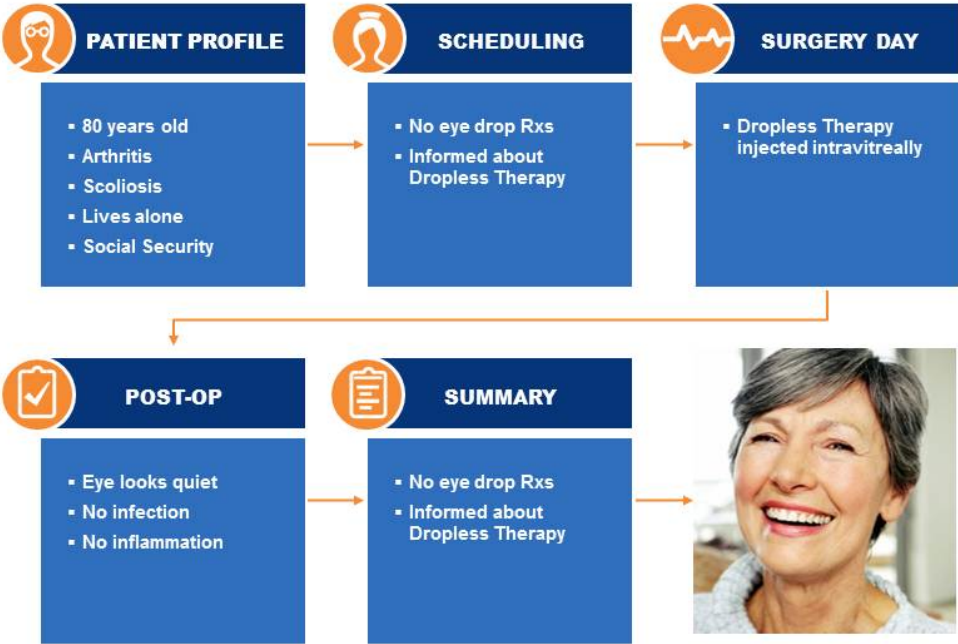 PATIENT PROFILE
▪ 80 years old
▪ Arthritis
▪ Scoliosis
▪ Lives alone
▪ Social Security
SCHEDULING
▪ No eye drop Rxs
▪ Informed about
Dropless Therapy
SURGERY DAY
▪ Dropless Therapy
injected intravitreally
POST-OP
▪ Eye looks quiet
▪ No infection
▪ No inflammation
SUMMARY
▪ No eye drop Rxs
▪ Informed about
Dropless Therapy